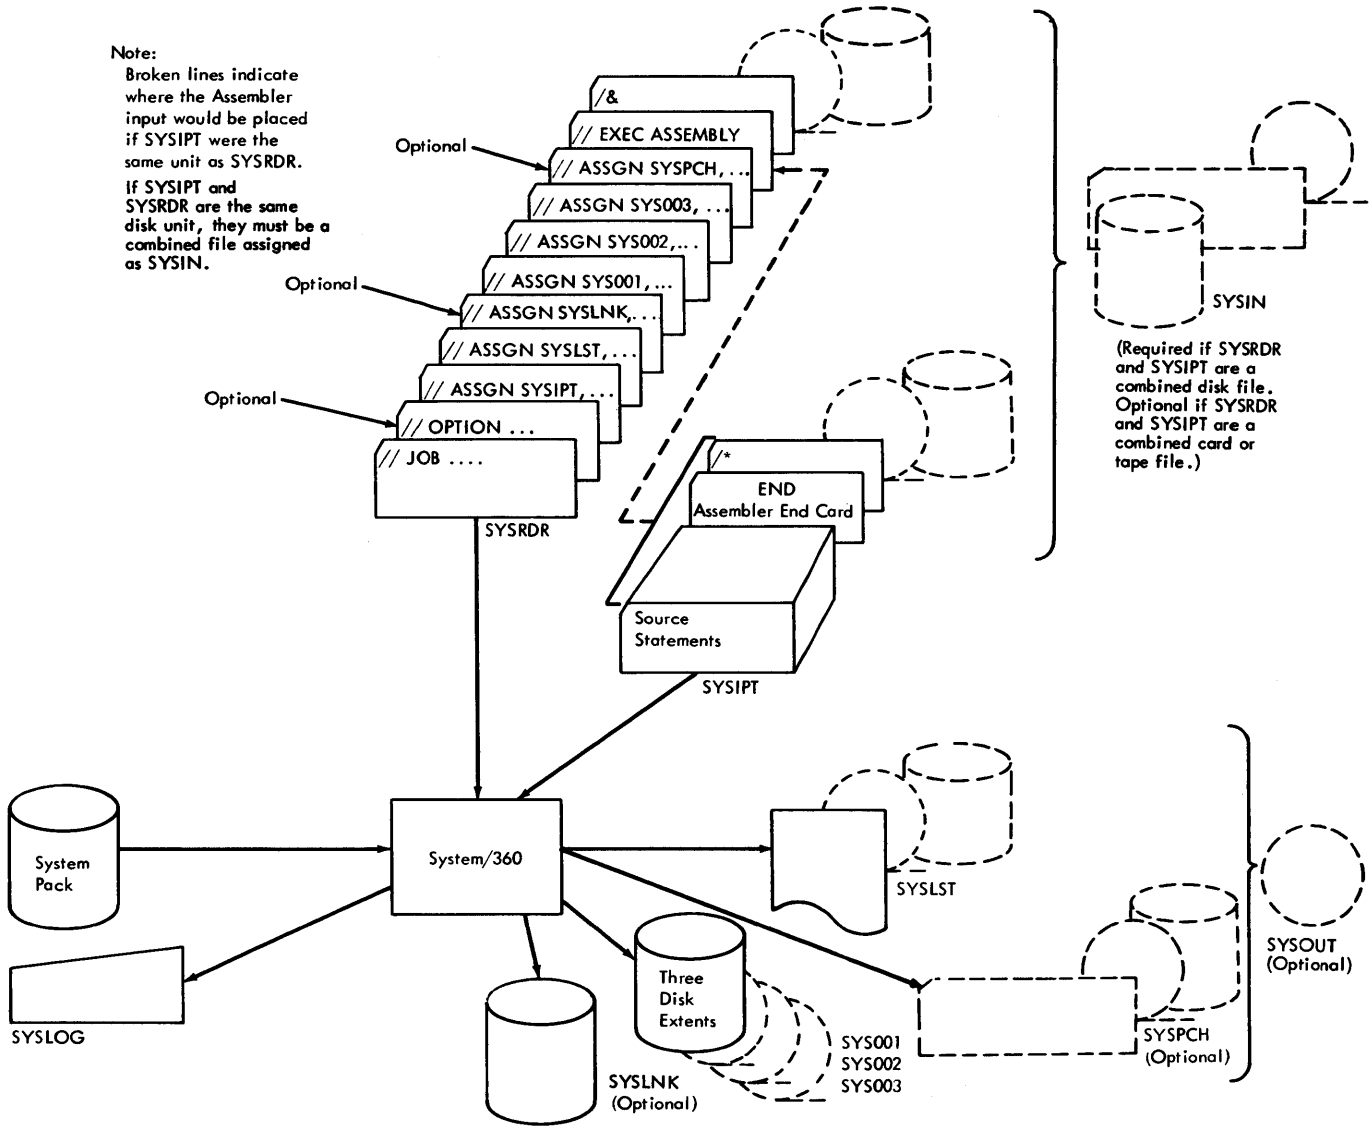 Note:
Broken lines indicate
where the Assembler
input would be placed
if SYSIPT were the
same unit as SYSRDR.
If SYSIPT and
SYSRDR are the same
disk unit, they must be a
combined file assigned
as SYSIN.
/&
// EXEC ASSEMBLY
Optional
// ASSGN SYSPCH, ...
// ASSGN SYS003, ...
// ASSGN SYS002, ...
Optional
// ASSGN SYS001, ...
// ASSGN SYSLNK, ...
// ASSGN SYSLST, ...
// ASSGN SYSIPT, ...
Optional
// OPTION ...
// JOB ....
SYSRDR
/*
END
Assembler End Card
Source
Statements
SYSIPT
SYSIN
(Required if SYSRDR
and SYSIPT are a
combined disk file.
Optional if SYSRDR
and SYSIPT are a
combined card or
tape file.)
System
Pack
System/360
SYSLOG
SYSLNK
(Optional)
Three
Disk
Extents
SYS001
SYS002
SYS003
SYSLST
SYSPCH
(Optional)
SYSOUT
(Optional)